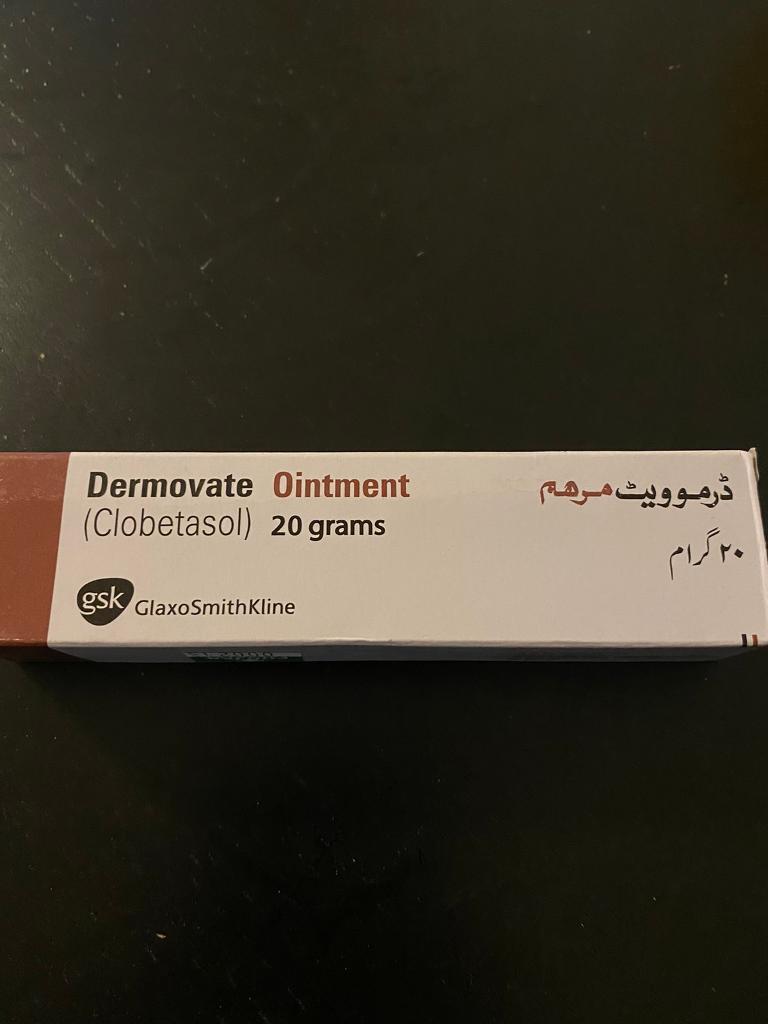 Dermovate Ointment
(Clobetasol) 20 grams
gsk GlaxoSmithKline
ڈرموویٹ مرہم
۲۰ گرام